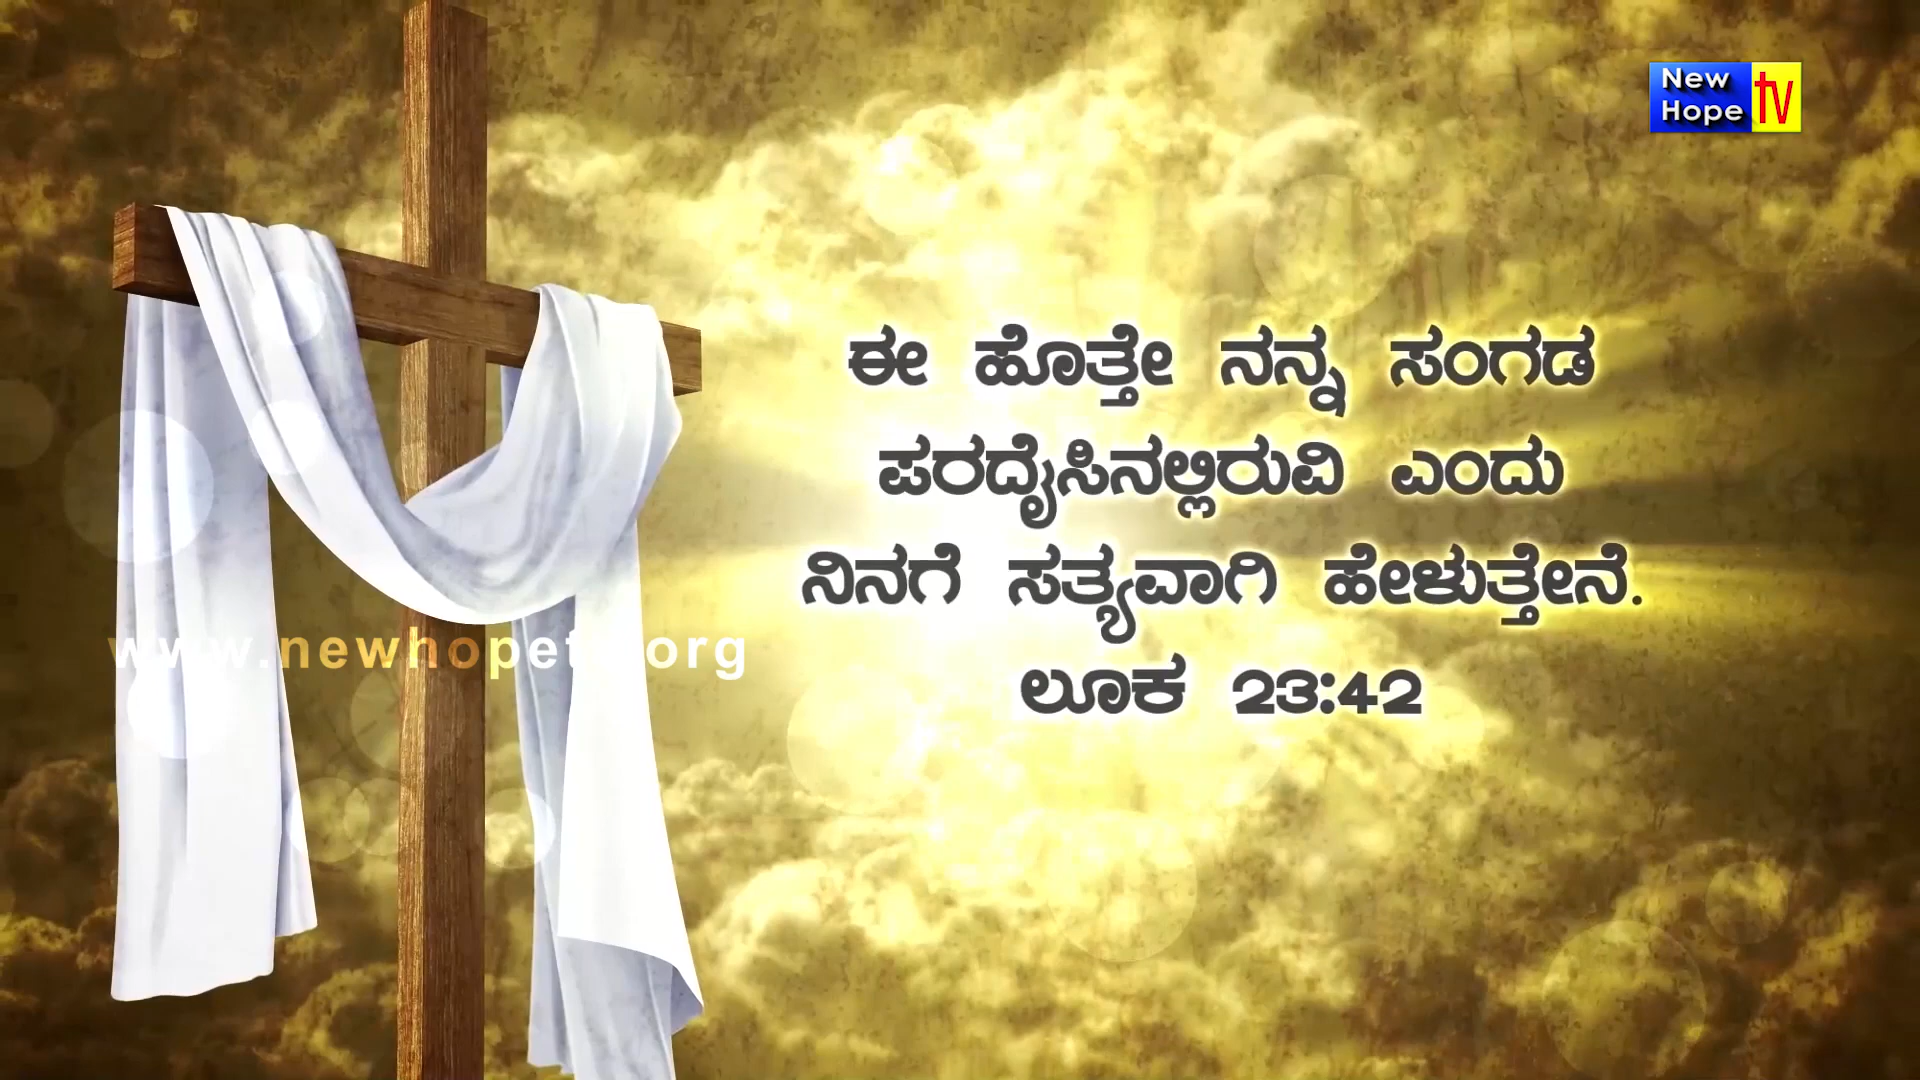 New
Hope
TV
ಈ ಹೊತ್ತೇ ನನ್ನ ಸಂಗಡ
ಪರದೈಸಿನಲ್ಲಿರುವಿ ಎಂದು
ನಿನಗೆ ಸತ್ಯವಾಗಿ ಹೇಳುತ್ತೇನೆ.
ಲೂಕ 23:42